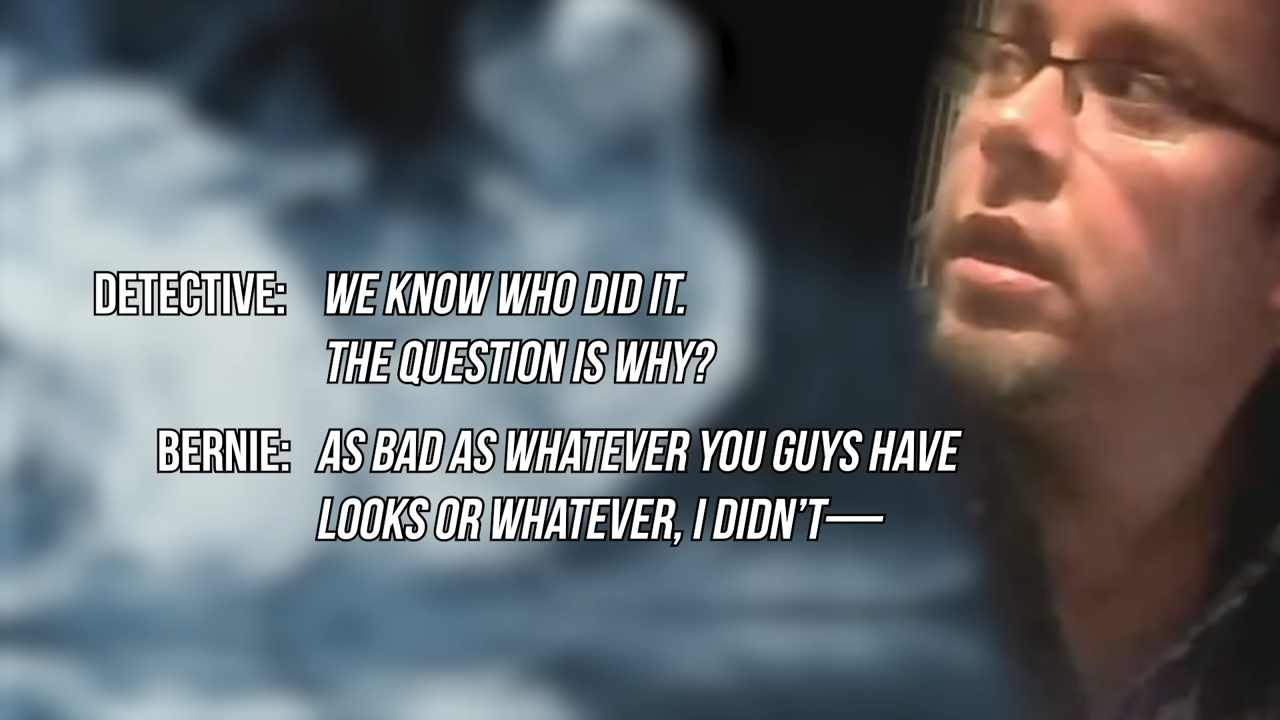 DETECTIVE: WE KNOW WHO DID IT.
THE QUESTION IS WHY?
BERNIE: AS BAD AS WHATEVER YOU GUYS HAVE
LOOKS OR WHATEVER, I DIDN'T—